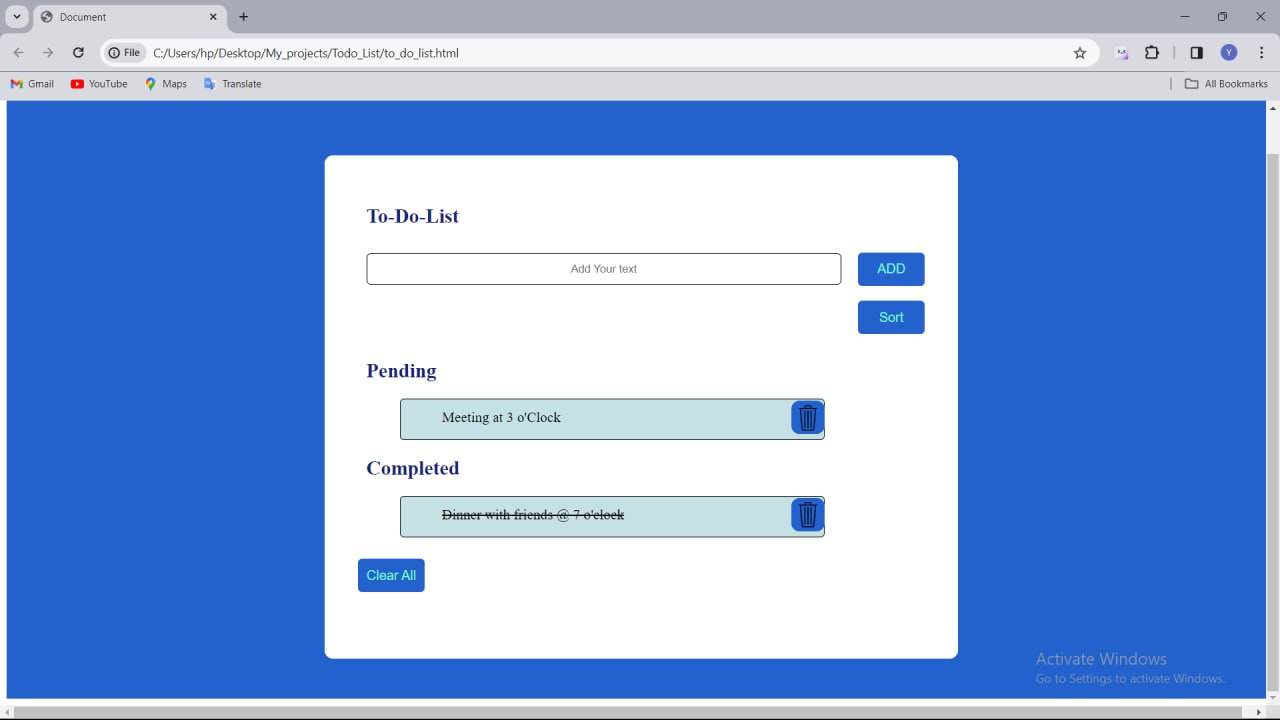 Document
File C:/Users/hp/Desktop/My_projects/Todo_List/to_do_list.html
Y
Gmail YouTube Maps Translate All Bookmarks
To-Do-List
Add Your text ADD
Sort
Pending
Meeting at 3 o'Clock
Completed
Dinner with friends @ 7 o'clock
Clear All
Activate Windows
Go to Settings to activate Windows.